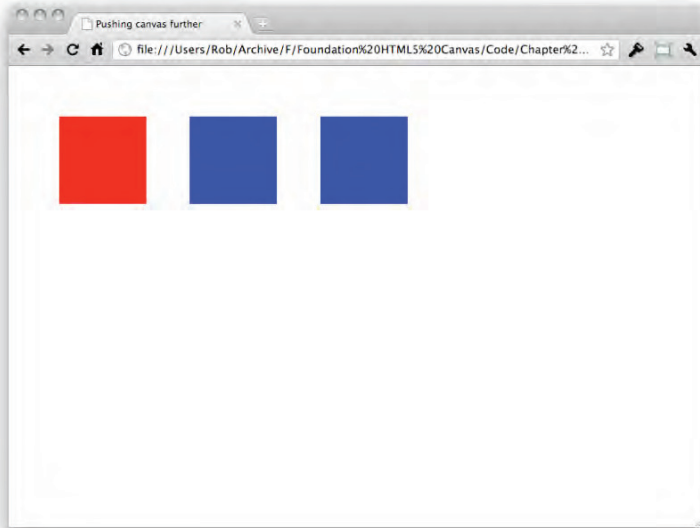 Pushing canvas further
file:///Users/Rob/Archive/F/Foundation%20HTML5%20Canvas/Code/Chapter%2...